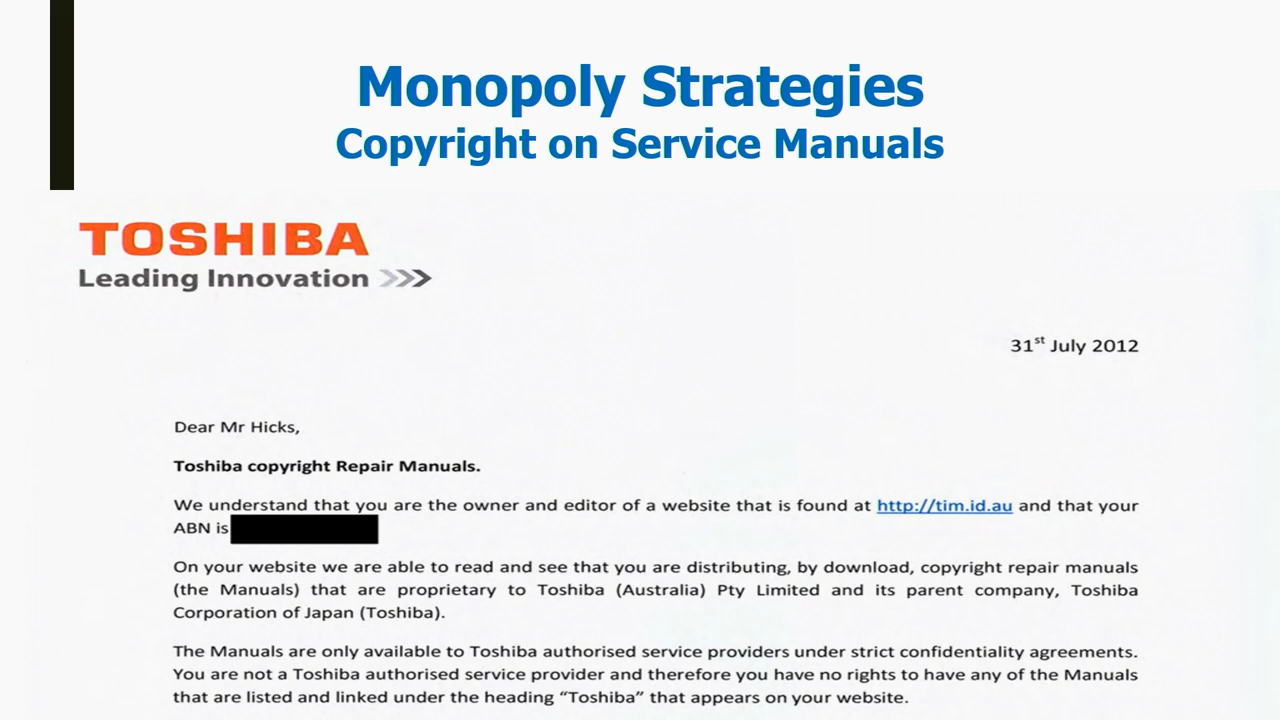 Monopoly Strategies
Copyright on Service Manuals
TOSHIBA
Leading Innovation >>>
31st July 2012
Dear Mr Hicks,
Toshiba copyright Repair Manuals.
We understand that you are the owner and editor of a website that is found at http://tim.id.au and that your
ABN is
On your website we are able to read and see that you are distributing, by download, copyright repair manuals
(the Manuals) that are proprietary to Toshiba (Australia) Pty Limited and its parent company, Toshiba
Corporation of Japan (Toshiba).
The Manuals are only available to Toshiba authorised service providers under strict confidentiality agreements.
You are not a Toshiba authorised service provider and therefore you have no rights to have any of the Manuals
that are listed and linked under the heading “Toshiba” that appears on your website.